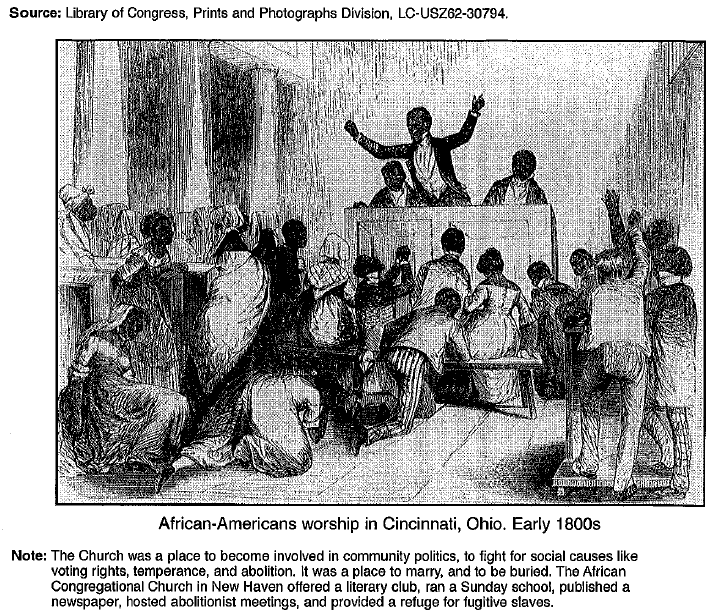 Source: Library of Congress, Prints and Photographs Division, LC-USZ62-30794.
African-Americans worship in Cincinnati, Ohio. Early 1800s
Note: The Church was a place to become involved in community politics, to fight for social causes like
voting rights, temperance, and abolition. It was a place to marry, and to be buried. The African
Congregational Church in New Haven offered a literary club, ran a Sunday school, published a
newspaper, hosted abolitionist meetings, and provided a refuge for fugitive slaves.